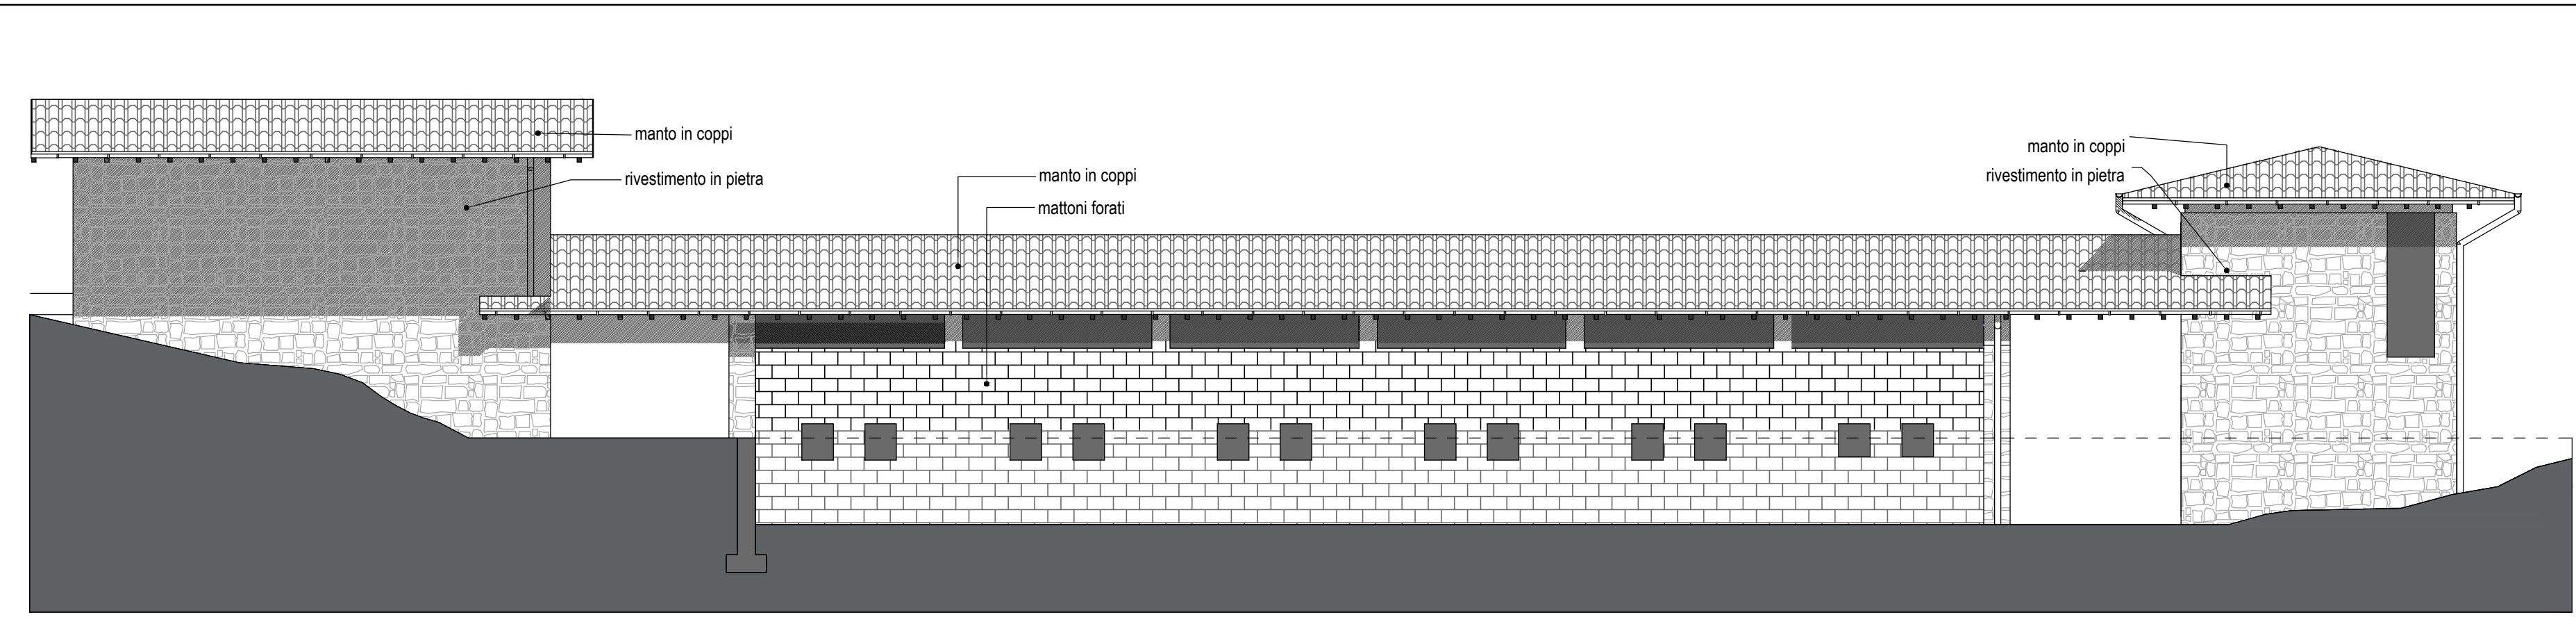 manto in coppi
rivestimento in pietra
manto in coppi
mattoni forati
manto in coppi
rivestimento in pietra